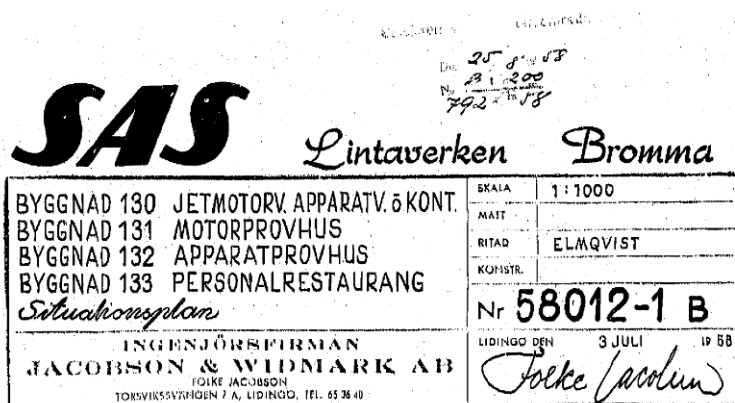 25 8 58
B 1 200
792 58
SAS Lintaverken Bromma
BYGGNAD 130 JETMOTORV. APPARATV. ö KONT.
BYGGNAD 131 MOTORPROVHUS
BYGGNAD 132 APPARATPROVHUS
BYGGNAD 133 PERSONALRESTAURANG
Situationsplan
SKALA 1:1000
MÄTT
RITAD ELMQVIST
KONSTR.
Nr 58012-1 B
INGENJÖRSFIRMAN
JACOBSON & WIDMARK AB
FOLKE JACOBSON
TORSVIKSSVÄNGEN 7 A, LIDINGÖ, TEL. 65 36 40
LIDINGÖ DEN 3 JULI 1958
Folke Jacobson